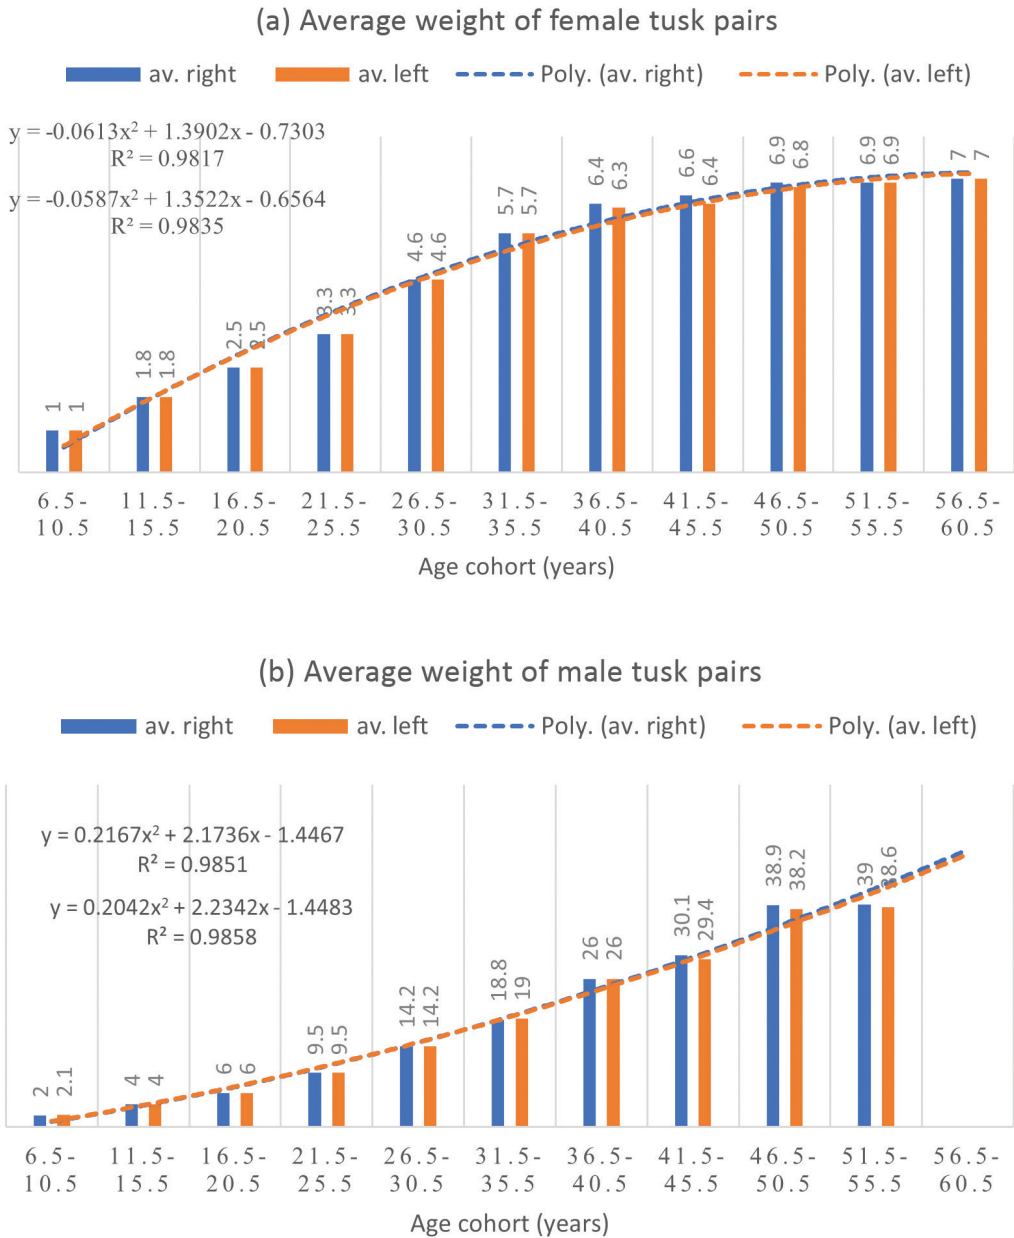 (a) Average weight of female tusk pairs
av. right av. left Poly. (av. right) Poly. (av. left)
y = -0.0613x² + 1.3902x - 0.7303
R² = 0.9817
y = -0.0587x² + 1.3522x - 0.6564
R² = 0.9835
1 1 1.8 1.8 2.5 2.5 3.3 3.3 4.6 4.6 5.7 5.7 6.4 6.3 6.6 6.4 6.9 6.8 6.9 6.9 7 7
6.5- 11.5- 16.5- 21.5- 26.5- 31.5- 36.5- 41.5- 46.5- 51.5- 56.5-
10.5 15.5 20.5 25.5 30.5 35.5 40.5 45.5 50.5 55.5 60.5
Age cohort (years)
(b) Average weight of male tusk pairs
av. right av. left Poly. (av. right) Poly. (av. left)
y = 0.2167x² + 2.1736x - 1.4467
R² = 0.9851
y = 0.2042x² + 2.2342x - 1.4483
R² = 0.9858
2 2.1 4 4 6 6 9.5 9.5 14.2 14.2 18.8 19 26 26 30.1 29.4 38.9 38.2 39 38.6
6.5- 11.5- 16.5- 21.5- 26.5- 31.5- 36.5- 41.5- 46.5- 51.5- 56.5-
10.5 15.5 20.5 25.5 30.5 35.5 40.5 45.5 50.5 55.5 60.5
Age cohort (years)